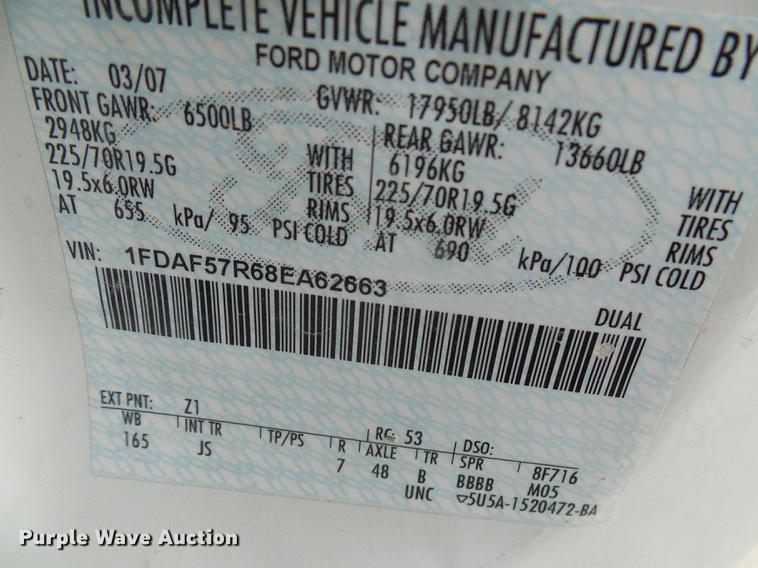 INCOMPLETE VEHICLE MANUFACTURED BY
FORD MOTOR COMPANY
DATE: 03/07 GVWR: 17950LB/ 8142KG
FRONT GAWR: 6500LB REAR GAWR: 13660LB
2948KG WITH 6196KG WITH
225/70R19.5G TIRES 225/70R19.5G TIRES
19.5x6.0RW RIMS 19.5x6.0RW RIMS
AT 655 kPa/ 95 PSI COLD AT 690 kPa/100 PSI COLD
VIN: 1FDAF57R68EA62663 DUAL
EXT PNT: Z1 RC: 53 DSO:
WB INT TR TP/PS R AXLE TR SPR 8F716
165 JS 7 48 B BBBB M05
UNC ▽5U5A-1520472-BA
Purple Wave Auction